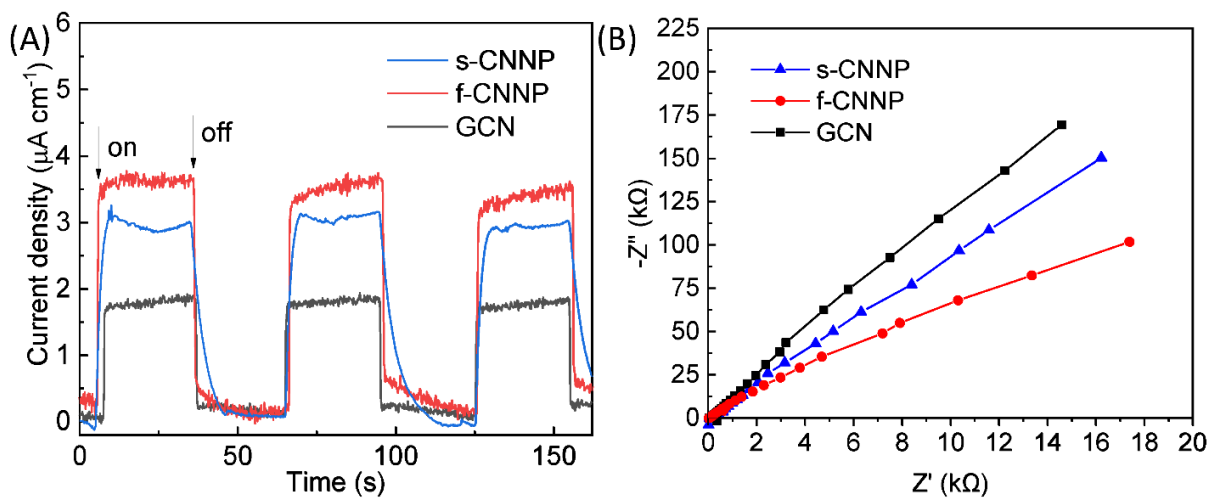 (A)
6
5
4
3
2
1
0
Current density (μA cm⁻¹)
s-CNNP
f-CNNP
GCN
on
off
0
50
100
150
Time (s)
(B)
225
200
175
150
125
100
75
50
25
0
-Z" (kΩ)
s-CNNP
f-CNNP
GCN
0
2
4
6
8
10
12
14
16
18
20
Z' (kΩ)